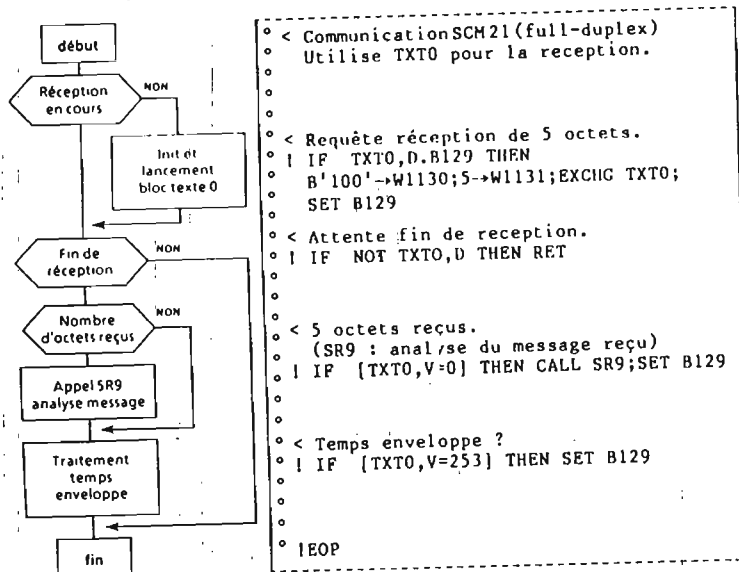 début
Réception
en cours
NON
Init et
lancement
bloc texte 0
Fin de
réception
NON
Nombre
d'octets reçus
NON
Appel SR9
analyse message
Traitement
temps
enveloppe
fin
< Communication SCM 21 (full-duplex)
Utilise TXT0 pour la reception.
< Requête réception de 5 octets.
! IF TXT0,D.B129 THEN
B'100'→W1130;5→W1131;EXCHG TXT0;
SET B129
< Attente fin de reception.
! IF NOT TXT0,D THEN RET
< 5 octets reçus.
(SR9 : analyse du message reçu)
! IF [TXT0,V=0] THEN CALL SR9;SET B129
< Temps enveloppe ?
! IF [TXT0,V=253] THEN SET B129
!EOP